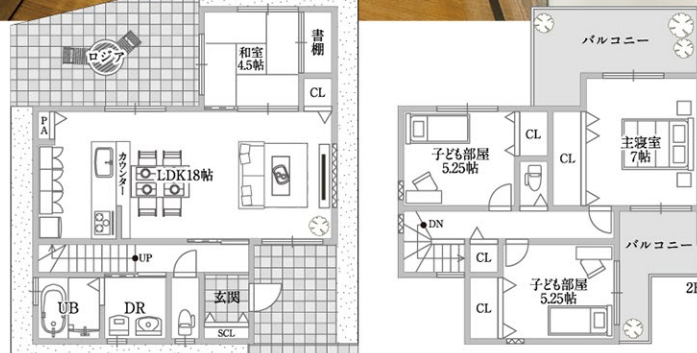 ロジア
和室
4.5帖
書棚
CL
PA
カウンター
LDK18帖
UP
UB
DR
玄関
SCL
バルコニー
子ども部屋
5.25帖
CL
CL
主寝室
7帖
DN
CL
子ども部屋
5.25帖
CL
バルコニー